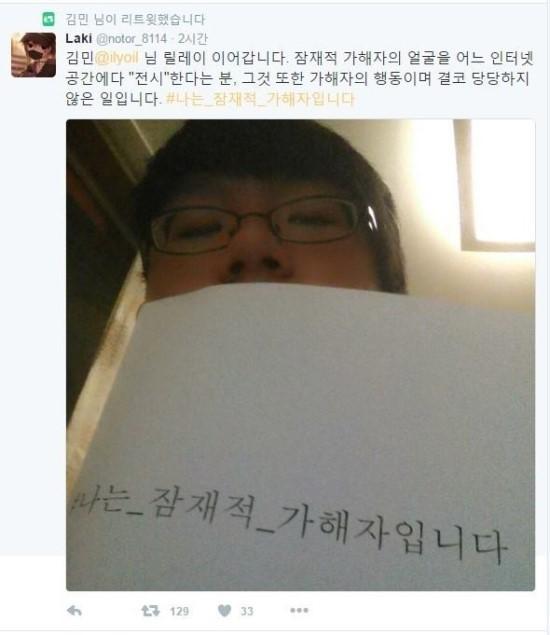 김민 님이 리트윗했습니다
Laki @notor_8114 · 2시간
김민@ilyoil 님 릴레이 이어갑니다. 잠재적 가해자의 얼굴을 어느 인터넷
공간에다 "전시"한다는 분, 그것 또한 가해자의 행동이며 결코 당당하지
않은 일입니다. #나는_잠재적_가해자입니다
#나는_잠재적_가해자입니다
129 33